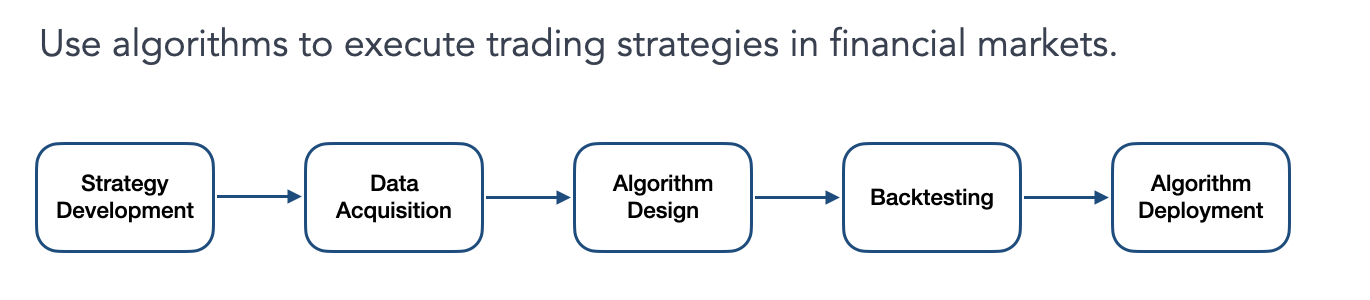 Use algorithms to execute trading strategies in financial markets.
Strategy
Development
Data
Acquisition
Algorithm
Design
Backtesting
Algorithm
Deployment